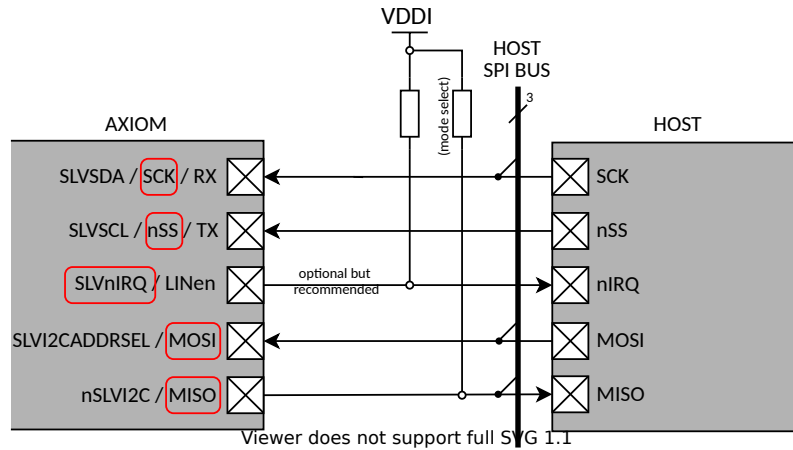 VDDI
HOST
SPI BUS
3
(mode select)
AXIOM
HOST
SLVSDA / SCK / RX
SCK
SLVSCL / nSS / TX
nSS
SLVnIRQ / LINen
optional but
recommended
nIRQ
SLVI2CADDRSEL / MOSI
MOSI
nSLVI2C / MISO
MISO
Viewer does not support full SVG 1.1